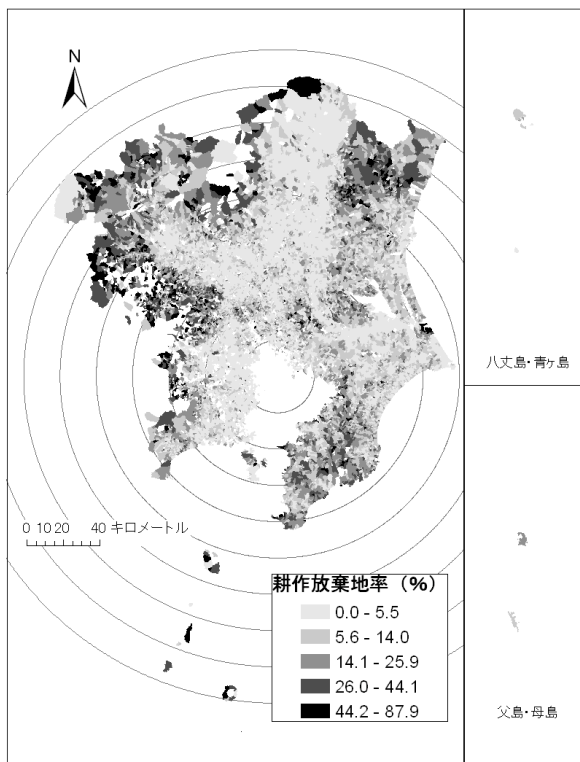 N
八丈島・青ヶ島
0 10 20 40 キロメートル
耕作放棄地率（%）
0.0 - 5.5
5.6 - 14.0
14.1 - 25.9
26.0 - 44.1
44.2 - 87.9
父島・母島